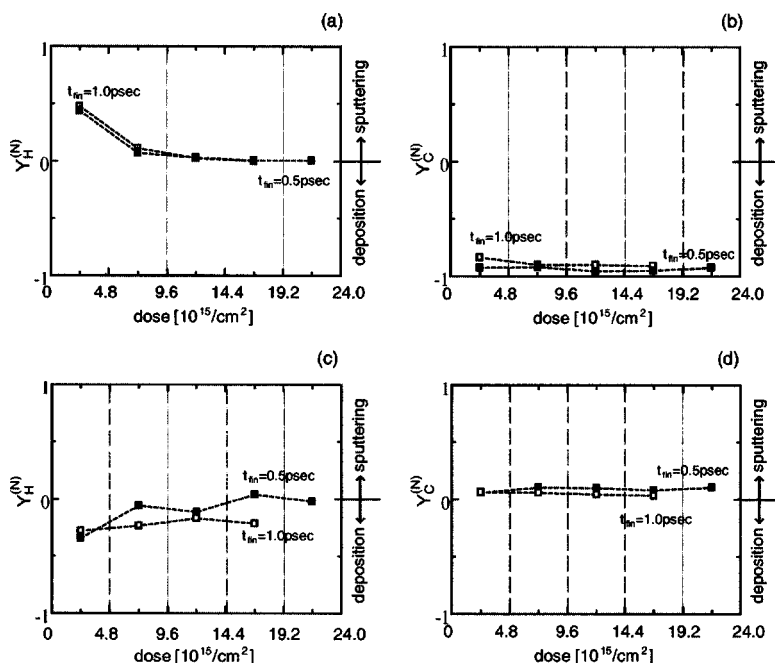 (a)
1
t_fin=1.0psec
Y_H^(N)
0
t_fin=0.5psec
-1
0 4.8 9.6 14.4 19.2 24.0
dose [10^15/cm^2]
deposition ↔ sputtering
(b)
1
Y_C^(N)
0
t_fin=1.0psec
t_fin=0.5psec
-1
0 4.8 9.6 14.4 19.2 24.0
dose [10^15/cm^2]
deposition ↔ sputtering
(c)
1
t_fin=0.5psec
Y_H^(N)
0
t_fin=1.0psec
-1
0 4.8 9.6 14.4 19.2 24.0
dose [10^15/cm^2]
deposition ↔ sputtering
(d)
1
t_fin=0.5psec
Y_C^(N)
0
t_fin=1.0psec
-1
0 4.8 9.6 14.4 19.2 24.0
dose [10^15/cm^2]
deposition ↔ sputtering